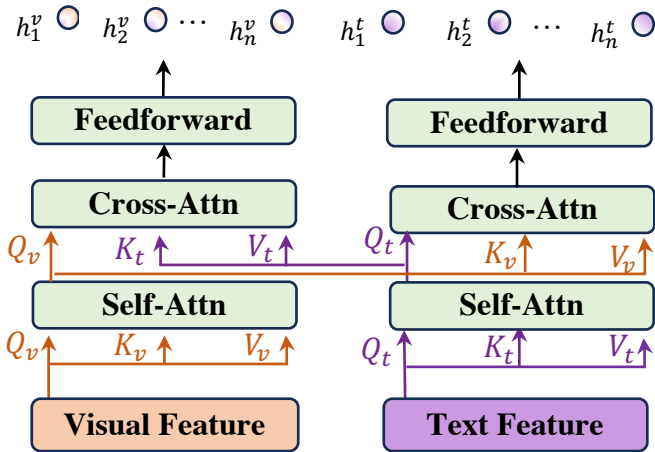 h_1^v h_2^v ⋯ h_n^v h_1^t h_2^t ⋯ h_n^t
Feedforward Feedforward
Cross-Attn Cross-Attn
Q_v K_t V_t Q_t K_v V_v
Self-Attn Self-Attn
Q_v K_v V_v Q_t K_t V_t
Visual Feature Text Feature